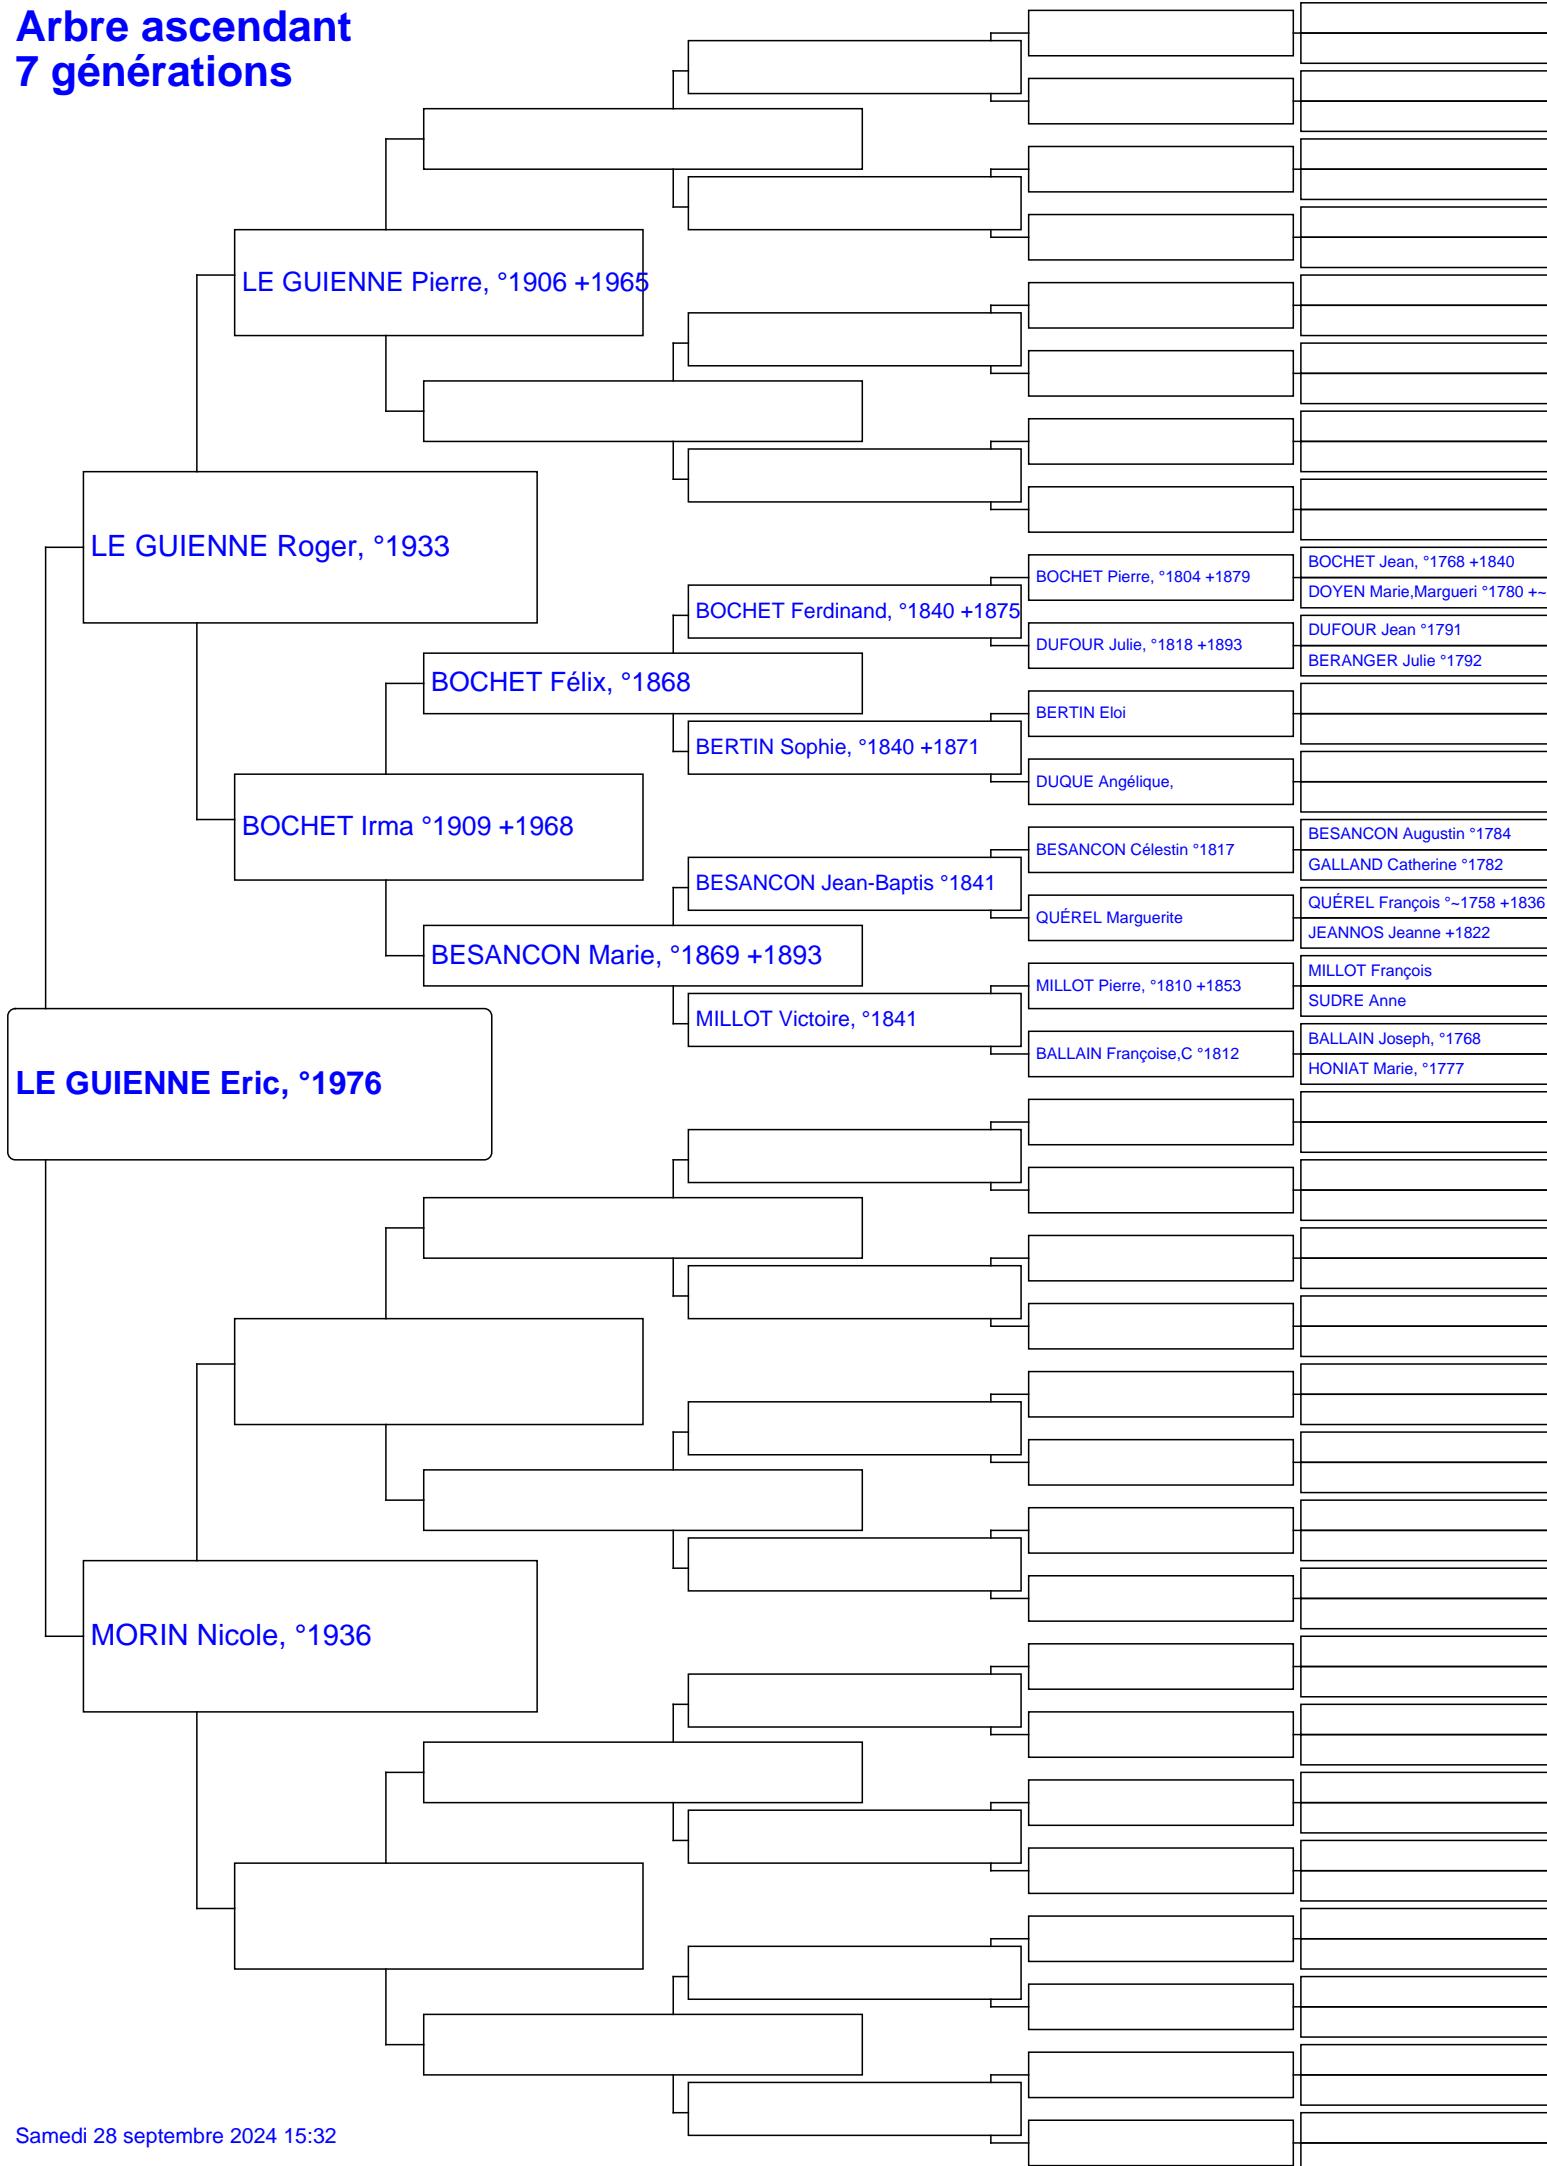 Arbre ascendant
7 générations
LE GUIENNE Pierre, °1906 +1965
LE GUIENNE Roger, °1933
BOCHET Jean, °1768 +1840
BOCHET Pierre, °1804 +1879
DOYEN Marie,Margueri °1780 +~
BOCHET Ferdinand, °1840 +1875
DUFOUR Jean °1791
DUFOUR Julie, °1818 +1893
BERANGER Julie °1792
BOCHET Félix, °1868
BERTIN Eloi
BERTIN Sophie, °1840 +1871
DUQUE Angélique,
BOCHET Irma °1909 +1968
BESANCON Augustin °1784
BESANCON Célestin °1817
GALLAND Catherine °1782
BESANCON Jean-Baptis °1841
QUÉREL François °~1758 +1836
QUÉREL Marguerite
JEANNOS Jeanne +1822
BESANCON Marie, °1869 +1893
MILLOT François
MILLOT Pierre, °1810 +1853
SUDRE Anne
MILLOT Victoire, °1841
BALLAIN Joseph, °1768
BALLAIN Françoise,C °1812
HONIAT Marie, °1777
LE GUIENNE Eric, °1976
MORIN Nicole, °1936
Samedi 28 septembre 2024 15:32